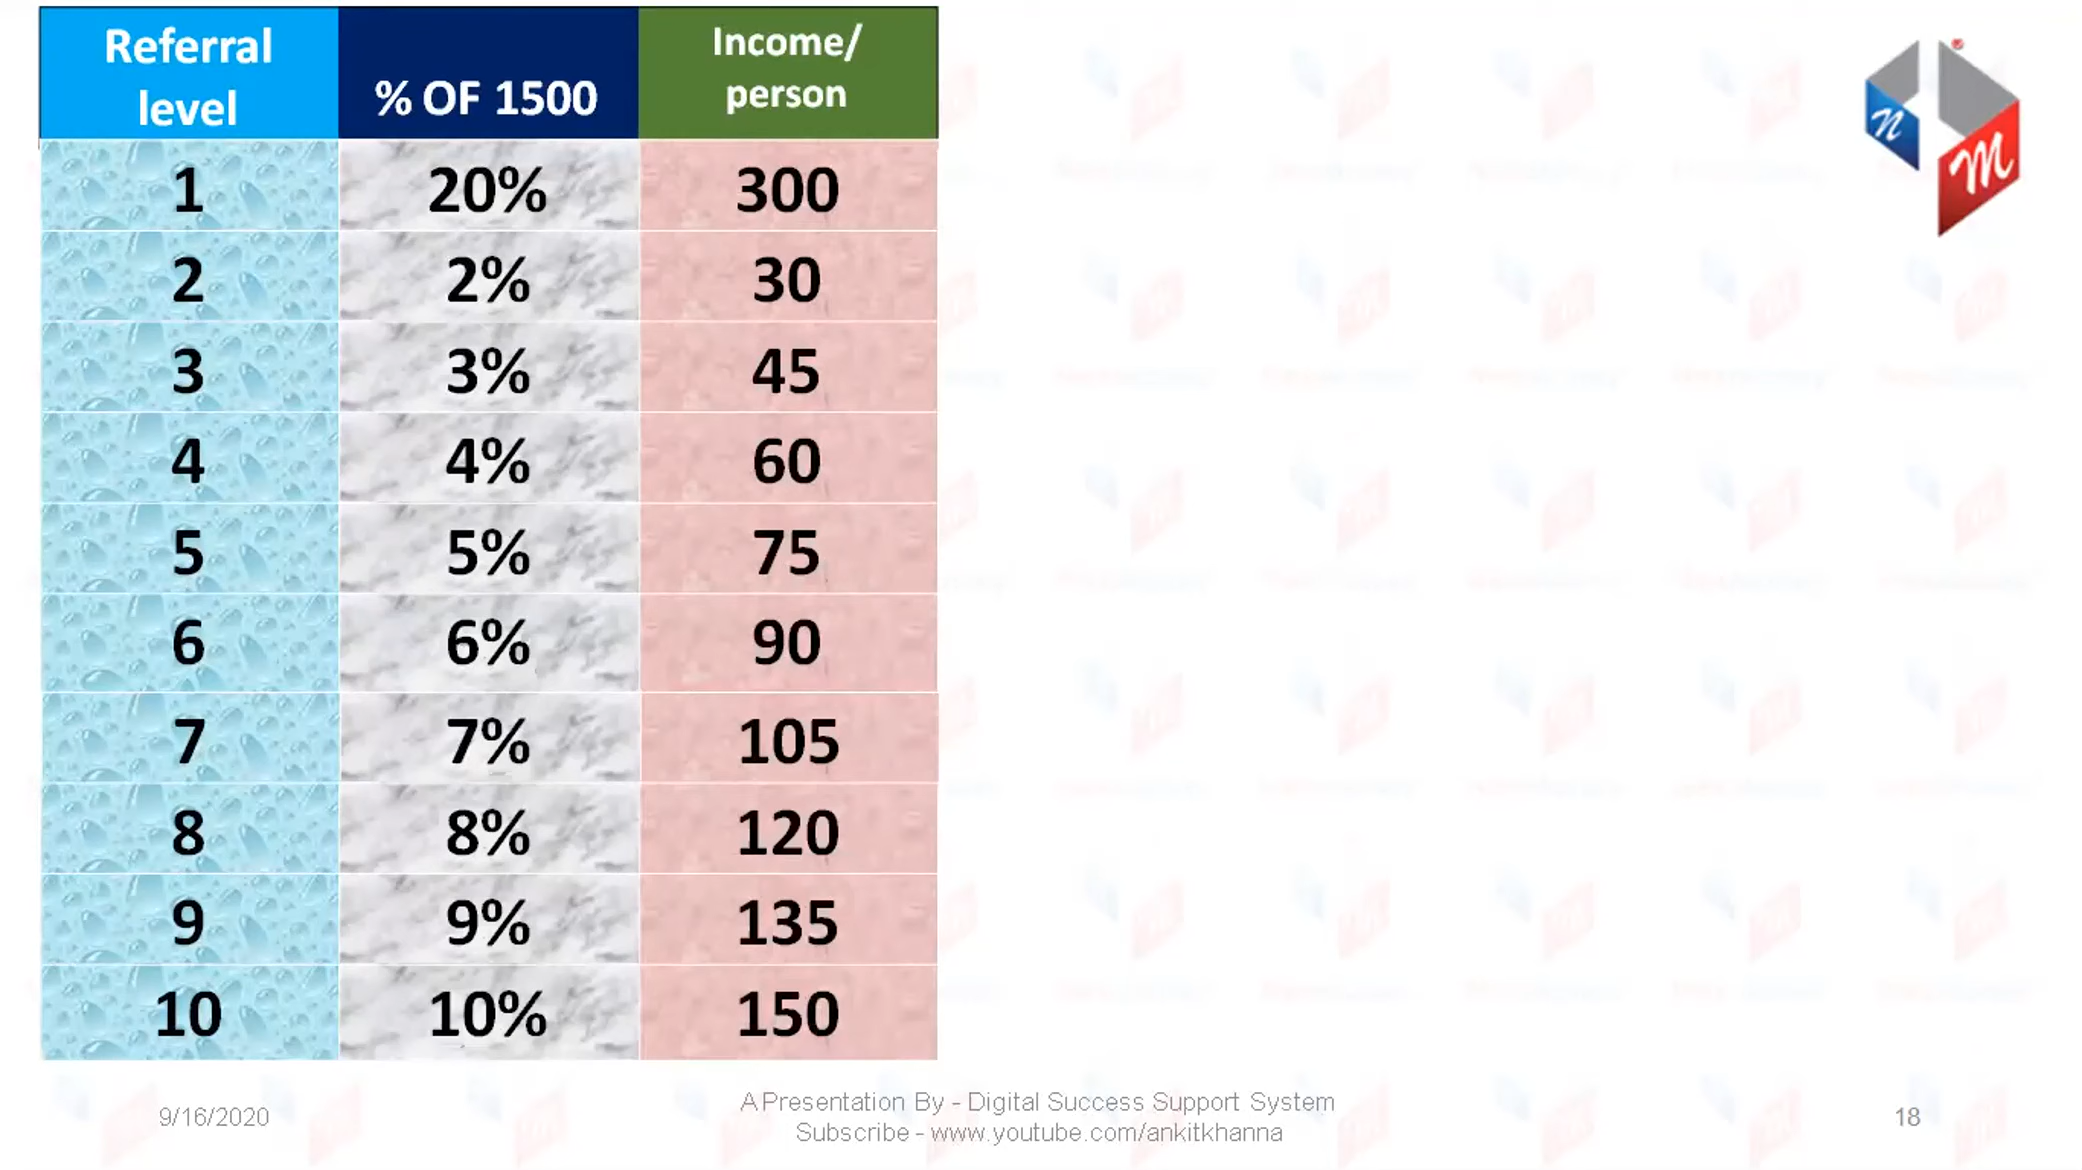 Referral level
% OF 1500
Income/ person
1 20% 300
2 2% 30
3 3% 45
4 4% 60
5 5% 75
6 6% 90
7 7% 105
8 8% 120
9 9% 135
10 10% 150
n M
9/16/2020
A Presentation By - Digital Success Support System
Subscribe - www.youtube.com/ankitkhanna
18